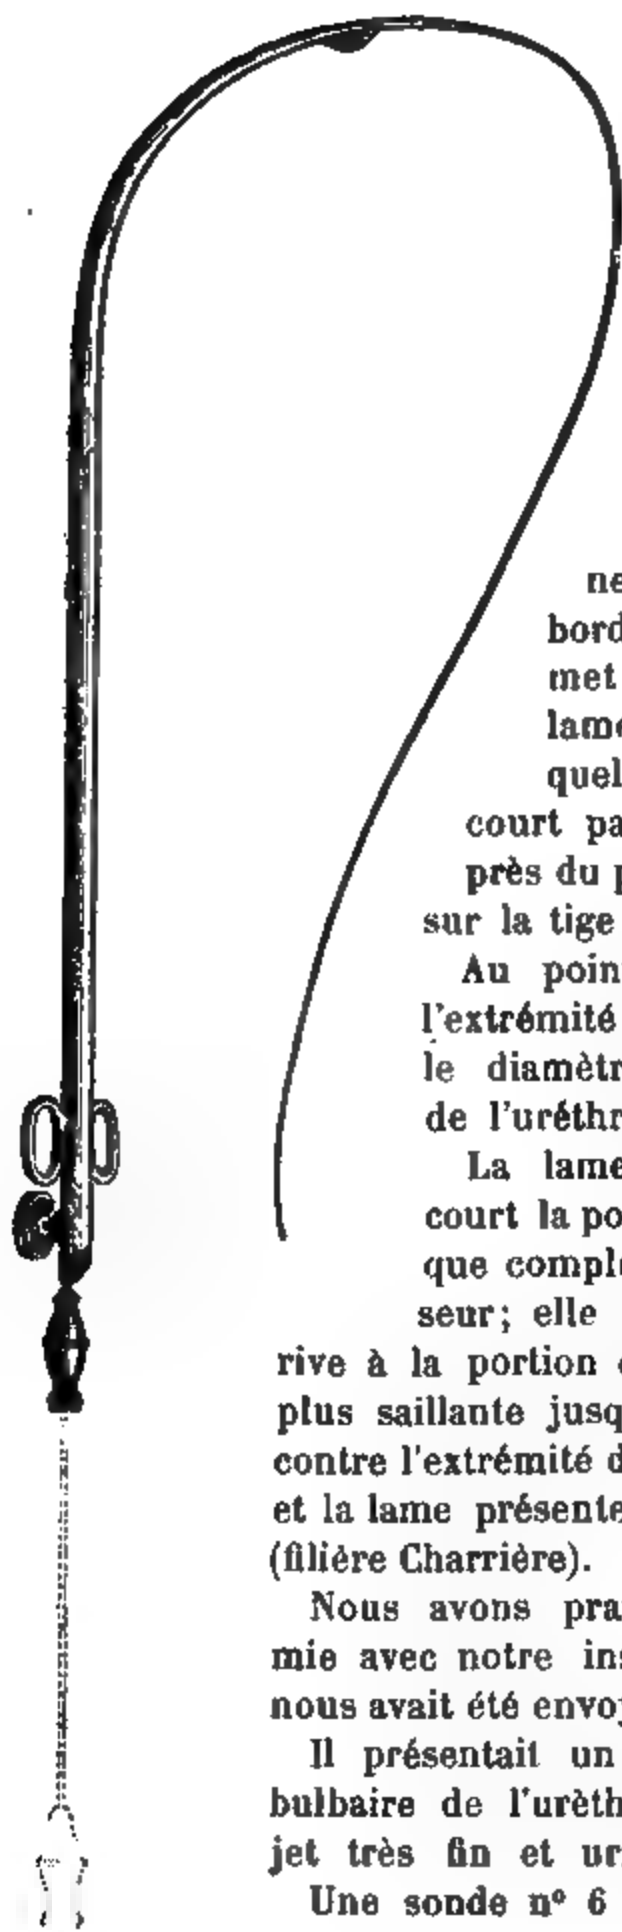 ne
bord
met
lame
quel
court pa
près du p
sur la tige
Au poin
l'extrémité
le diamètr
de l'uréthr
La lame
court la po
que compl
seur; elle
rive à la portion
plus saillante jusq
contre l'extrémité d
et la lame présente
(filière Charrière).
Nous avons pra
mie avec notre ins
nous avait été envoy
Il présentait un
bulbaire de l'urèth
jet très fin et ur
Une sonde nº 6